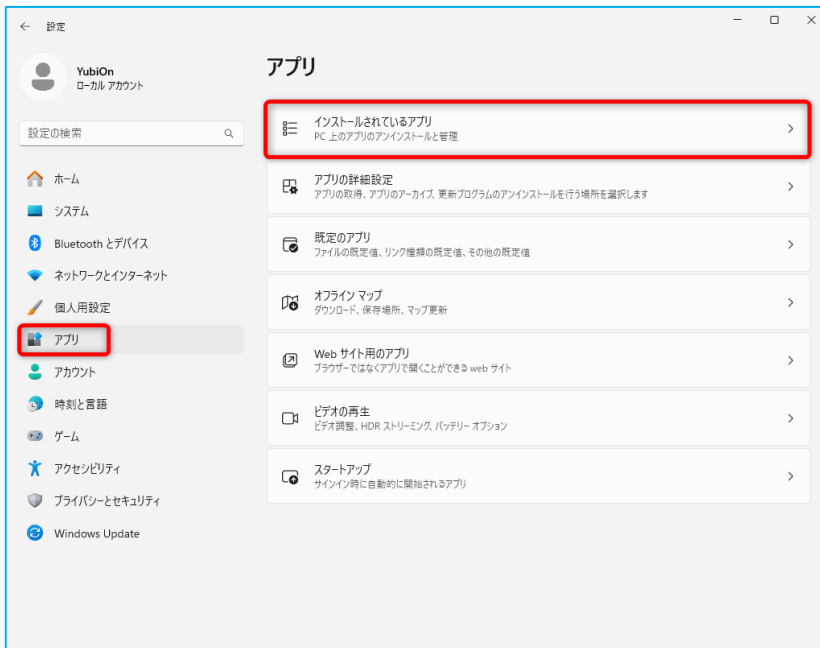 設定
YubiOn
ローカル アカウント
設定の検索
ホーム
システム
Bluetooth とデバイス
ネットワークとインターネット
個人用設定
アプリ
アカウント
時刻と言語
ゲーム
アクセシビリティ
プライバシーとセキュリティ
Windows Update
アプリ
インストールされているアプリ
PC 上のアプリのアンインストールと管理
アプリの詳細設定
アプリの取得、アプリのアーカイブ、更新プログラムのアンインストールを行う場所を選択します
既定のアプリ
ファイルの既定値、リンク種類の既定値、その他の既定値
オフライン マップ
ダウンロード、保存場所、マップ更新
Web サイト用のアプリ
ブラウザーではなくアプリで開くことができる web サイト
ビデオの再生
ビデオ調整、HDR ストリーミング、バッテリー オプション
スタートアップ
サインイン時に自動的に開始されるアプリ